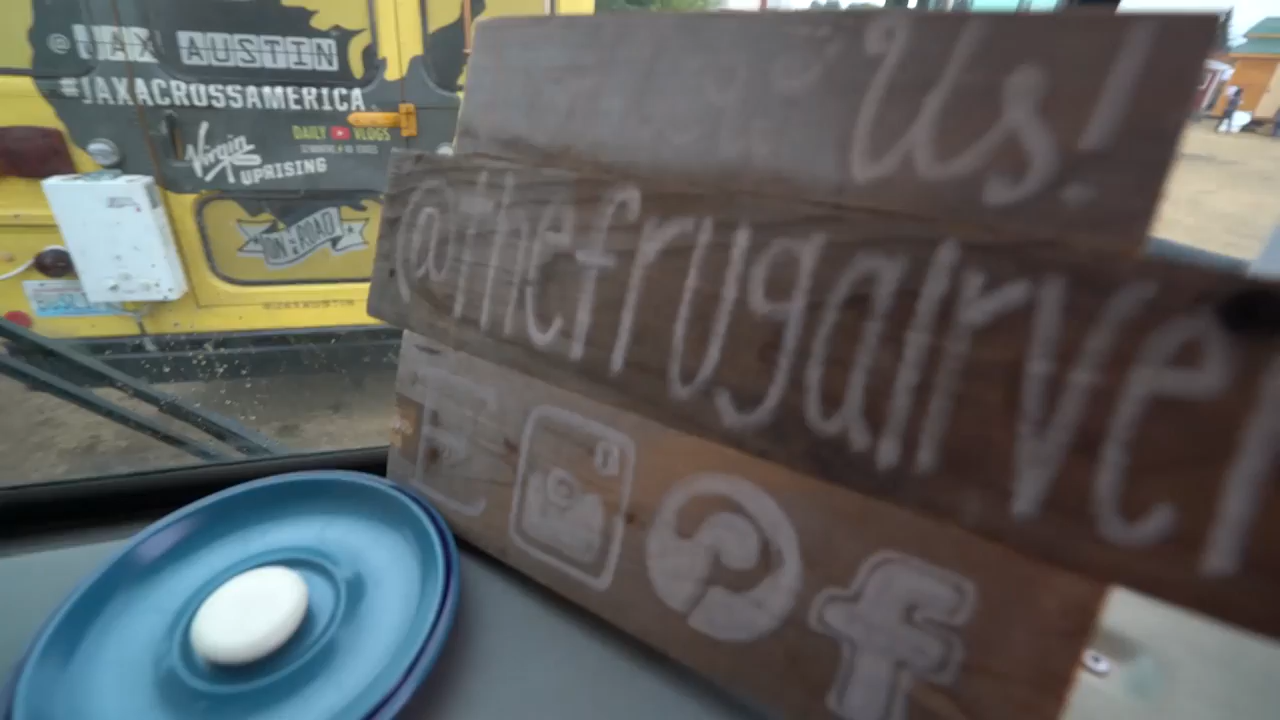 @JAX AUSTIN
#JAXACROSSAMERICA
Virgin
UPRISING
DAILY VLOGS
ON THE ROAD
Us!
@thefrugalrver